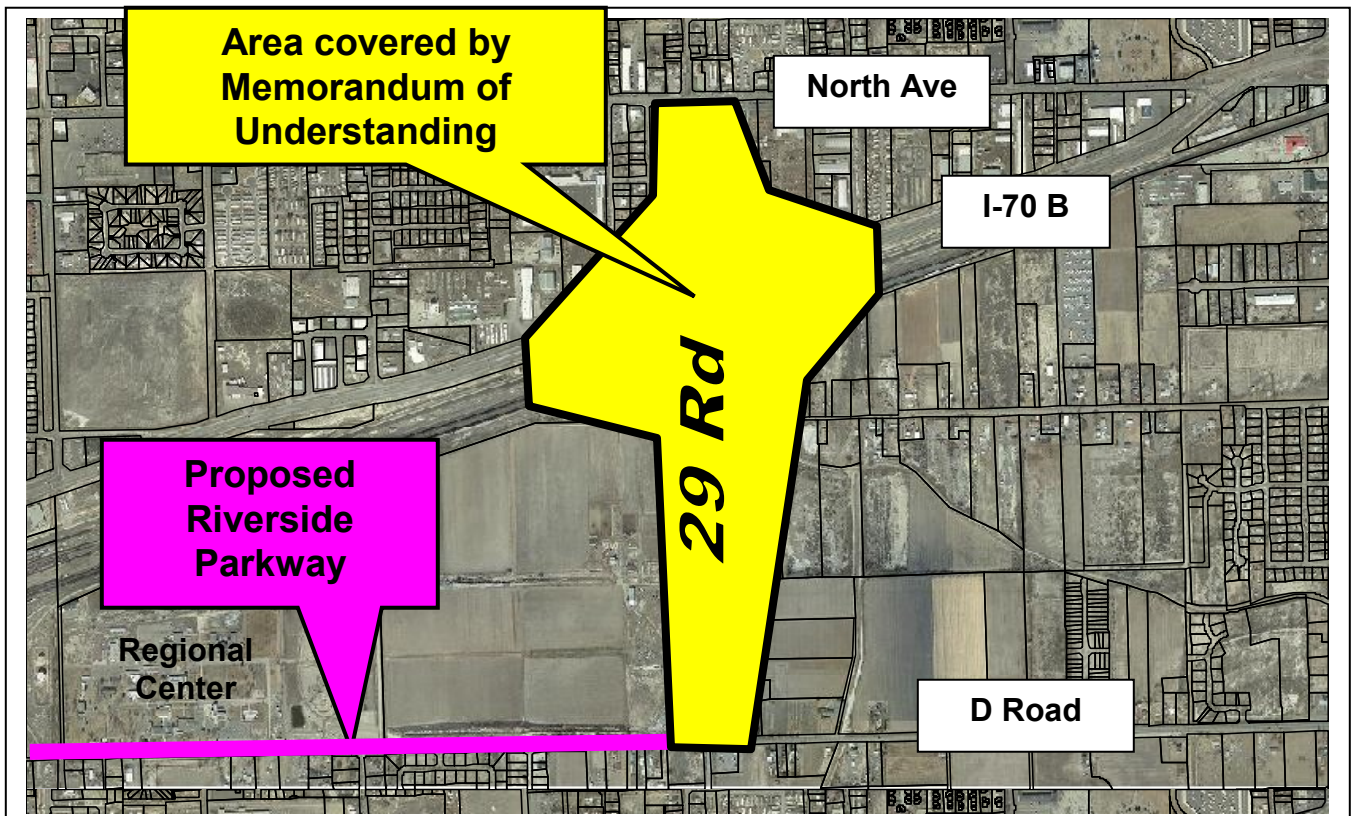 Area covered by
Memorandum of
Understanding
North Ave
I-70 B
29 Rd
Proposed
Riverside
Parkway
Regional
Center
D Road